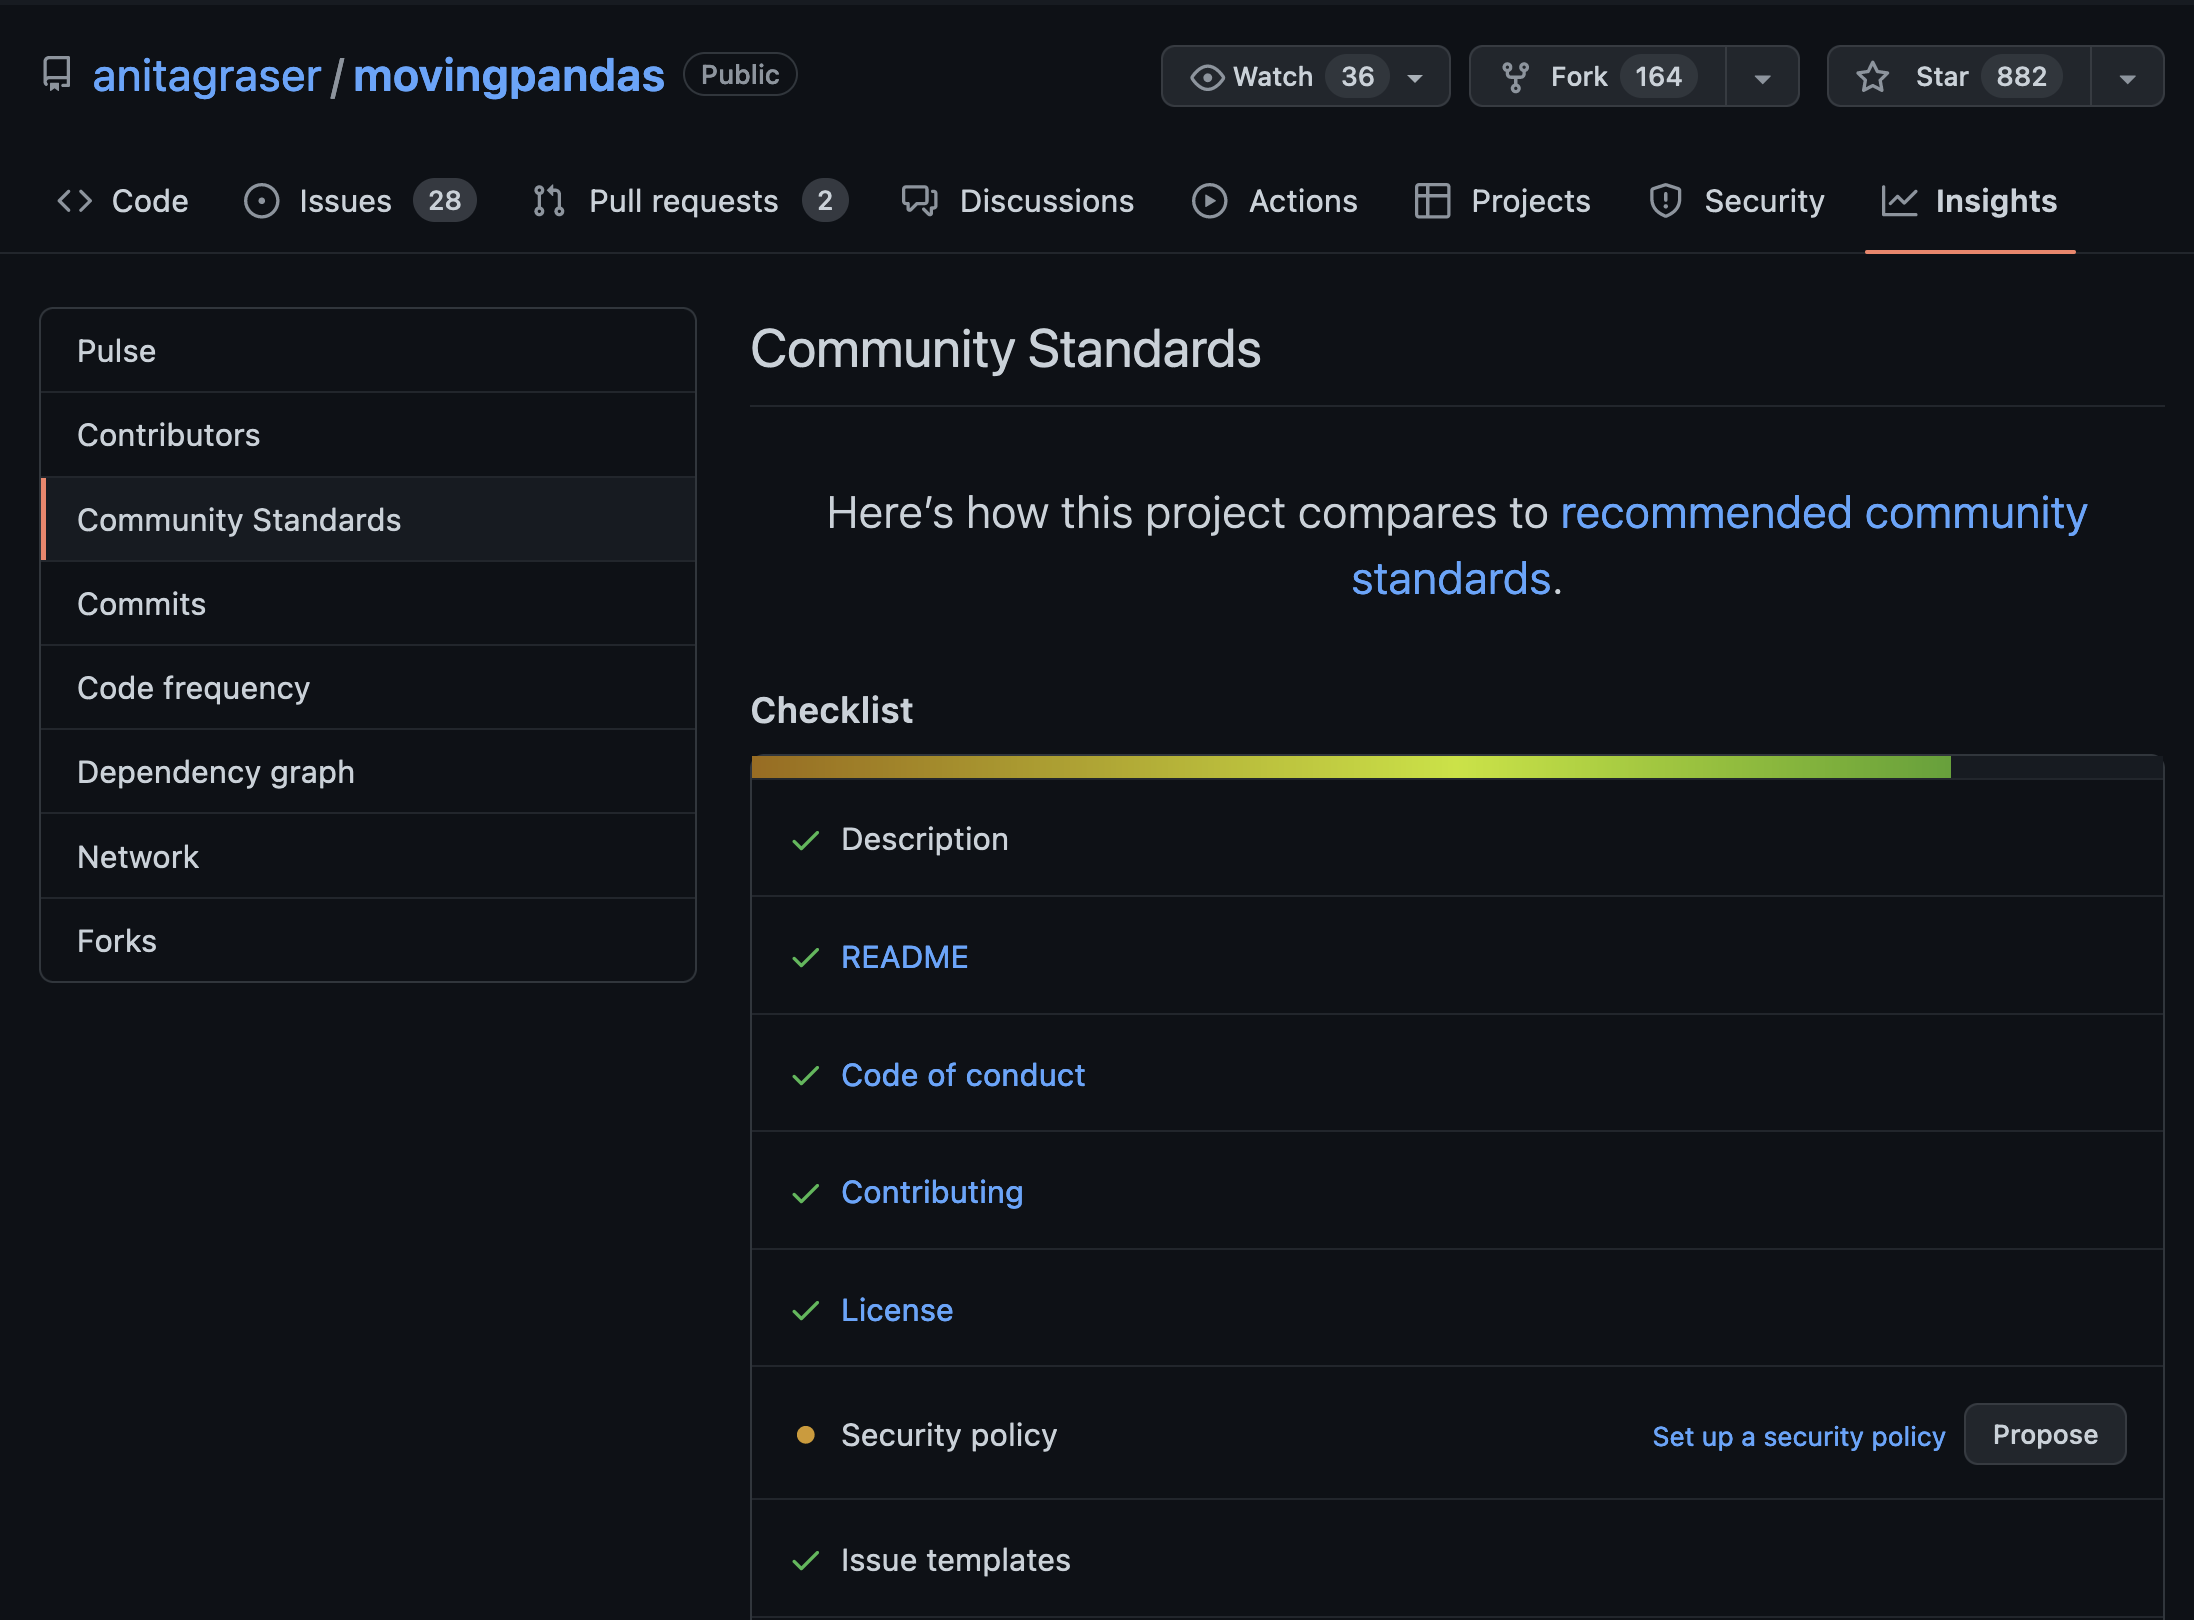 anitagraser / movingpandas Public Watch 36 Fork 164 Star 882
Code Issues 28 Pull requests 2 Discussions Actions Projects Security Insights
Pulse
Contributors
Community Standards
Commits
Code frequency
Dependency graph
Network
Forks
Community Standards
Here’s how this project compares to recommended community
standards.
Checklist
Description
README
Code of conduct
Contributing
License
Security policy Set up a security policy Propose
Issue templates